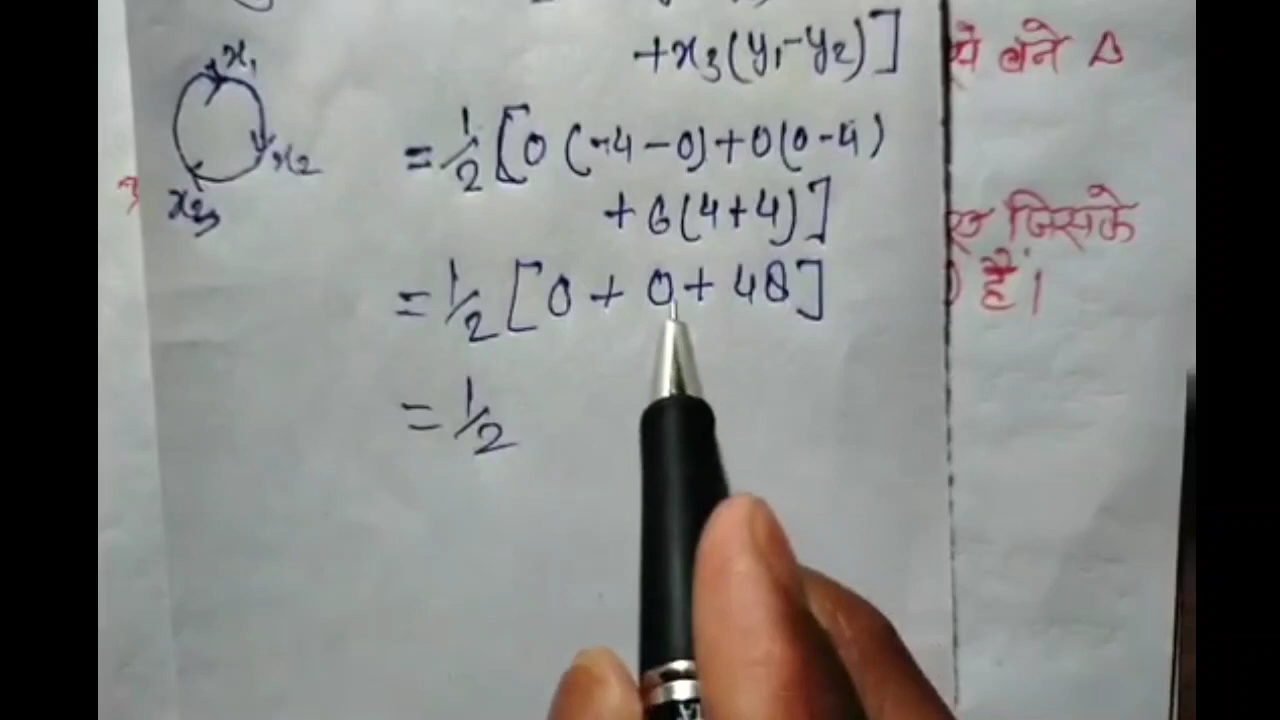 +x3(y1-y2)]
से बने Δ
x1
x2
x3
=1/2[0(-4-0)+0(0-4)
+6(4+4)]
जिसके
=1/2[0+0+48]
हैं।
=1/2